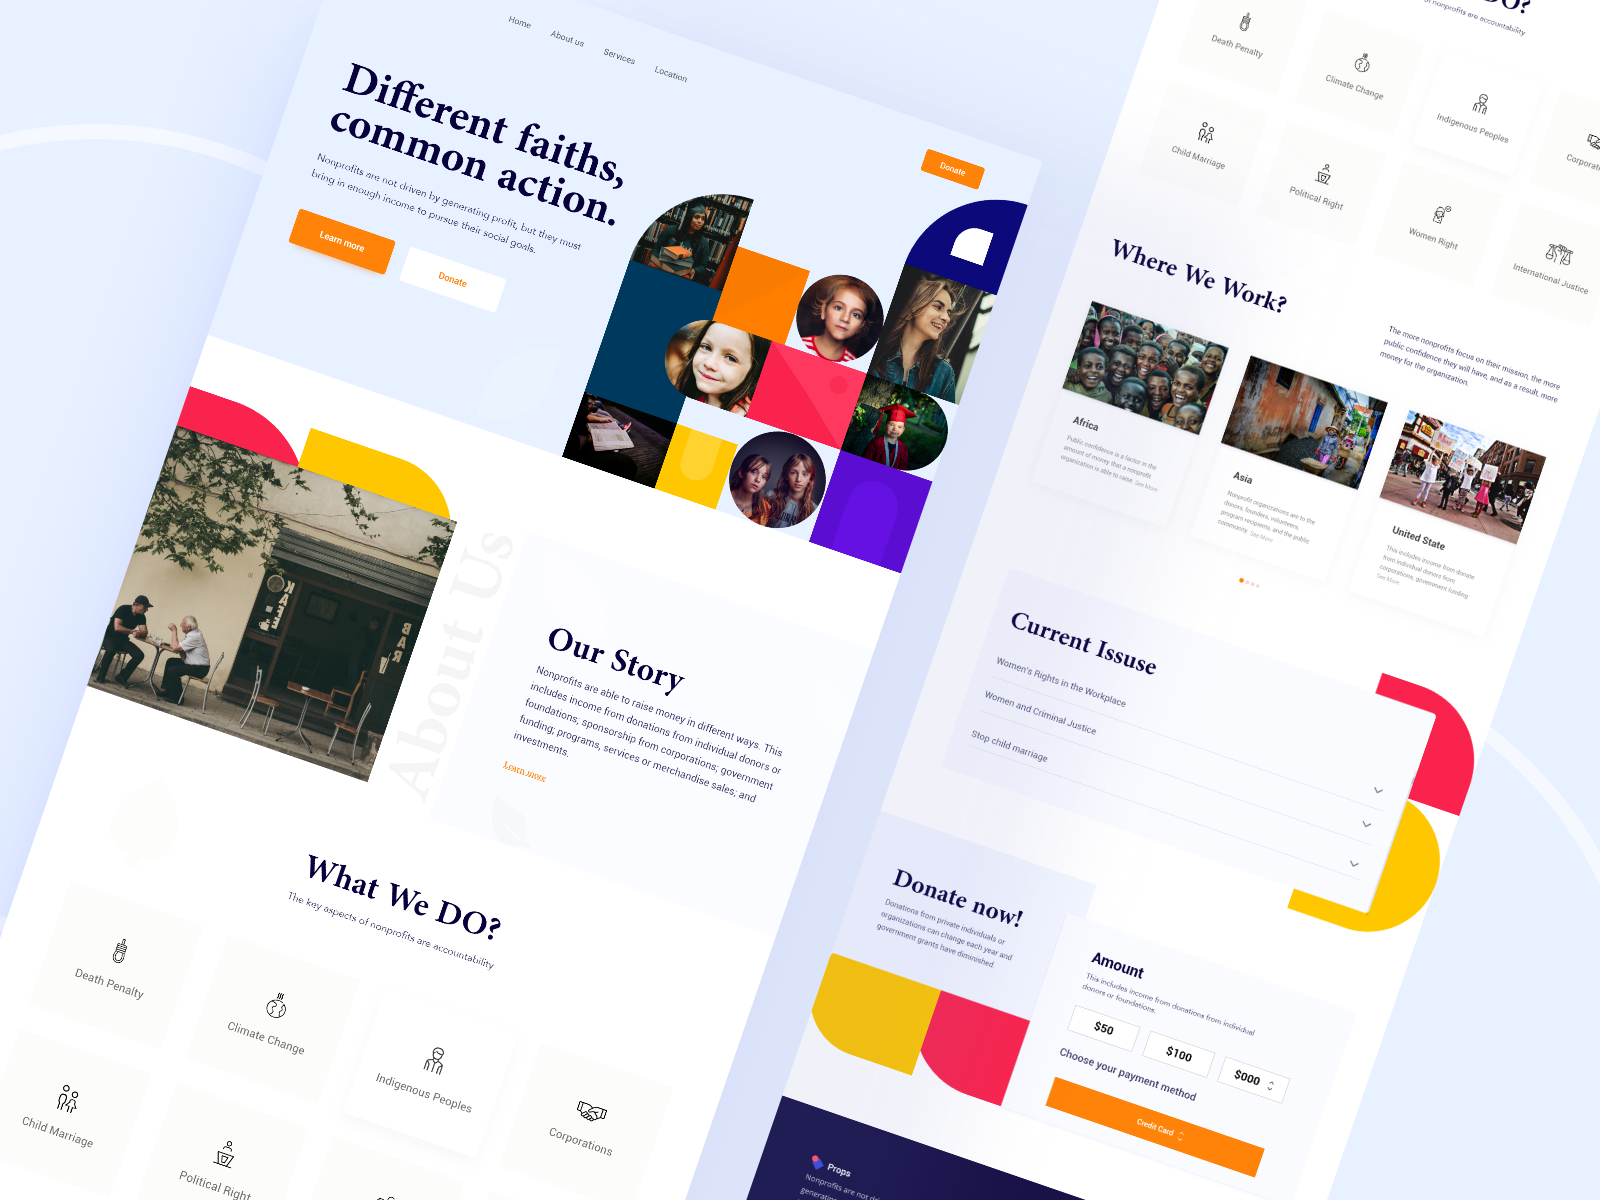 Home
About us
Services
Location
Donate
Different faiths,
common action.
Nonprofits are not driven by generating profit, but they must
bring in enough income to pursue their social goals.
Learn more
Donate
KAFE
BAR
About Us
Our Story
Nonprofits are able to raise money in different ways. This
includes income from donations from individual donors or
foundations, sponsorship from corporations; government
funding; programs, services or merchandise sales; and
investments.
Learn more
What We DO?
The key aspects of nonprofits are accountability
Death Penalty
Climate Change
Indigenous Peoples
Corporations
Child Marriage
Political Right
DO?
of nonprofits are accountability
Death Penalty
Climate Change
Indigenous Peoples
Corporat
Child Marriage
Political Right
Women Right
International Justice
Where We Work?
The more nonprofits focus on their mission, the more
public confidence they will have, and as a result, more
money for the organization.
Africa
Public confidence is a factor in the
amount of money that a nonprofit
organization is able to raise. See More
Asia
Nonprofit organizations are to the
donors, founders, volunteers,
program recipients, and the public
community. See More
United State
This includes income from donate
from individual donors from
corporations, government funding
See More
Current Issuse
Women's Rights in the Workplace
Women and Criminal Justice
Stop child marriage
Donate now!
Donations from private individuals or
organizations can change each year and
government grants have diminished.
Amount
This includes income from donations from individual
donors or foundations.
$50
$100
$000
Choose your payment method
Credit Card
Props
Nonprofits are not dri
generating